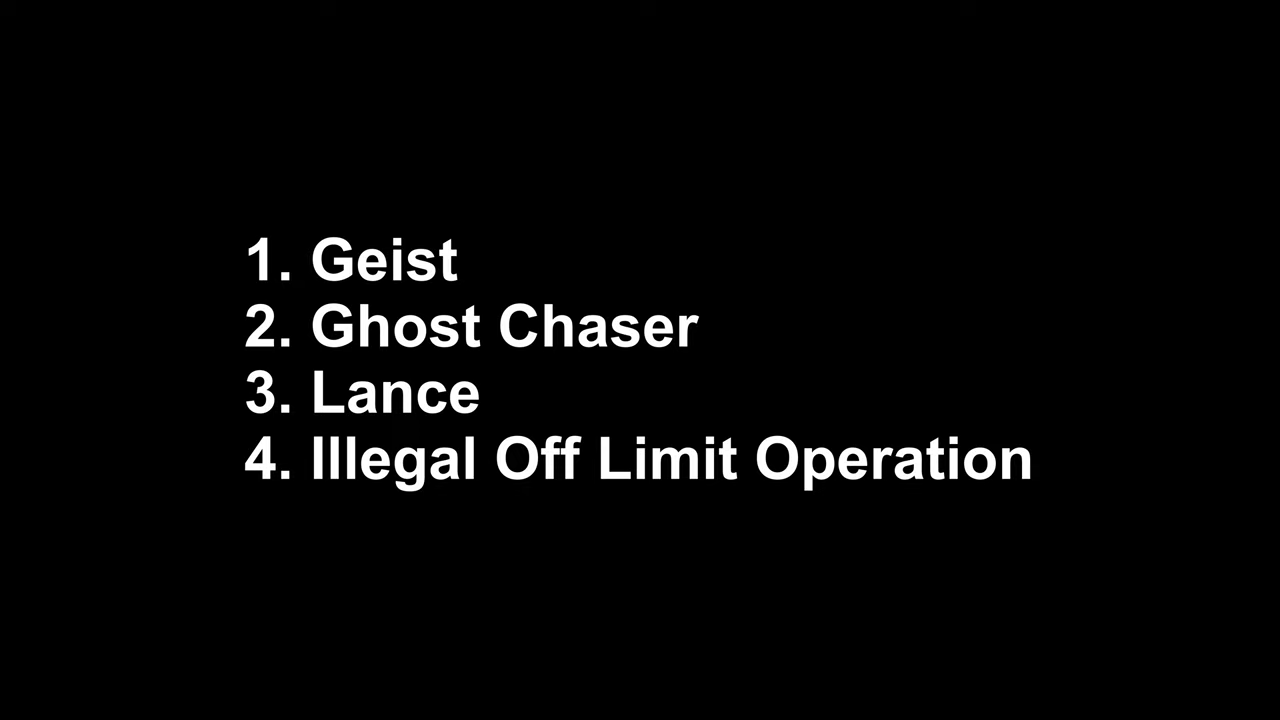 1. Geist
2. Ghost Chaser
3. Lance
4. Illegal Off Limit Operation